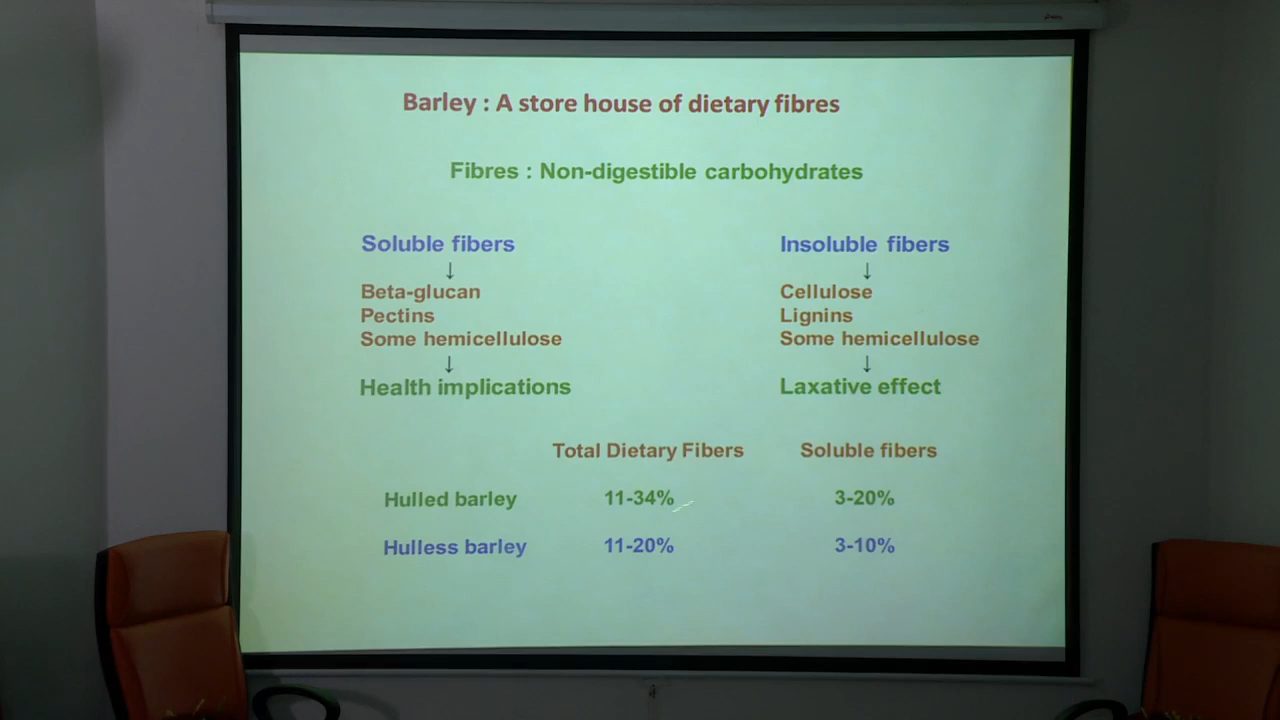 Barley : A store house of dietary fibres
Fibres : Non-digestible carbohydrates
Soluble fibers
↓
Beta-glucan
Pectins
Some hemicellulose
↓
Health implications
Insoluble fibers
↓
Cellulose
Lignins
Some hemicellulose
↓
Laxative effect
Total Dietary Fibers Soluble fibers
Hulled barley 11-34% 3-20%
Hulless barley 11-20% 3-10%